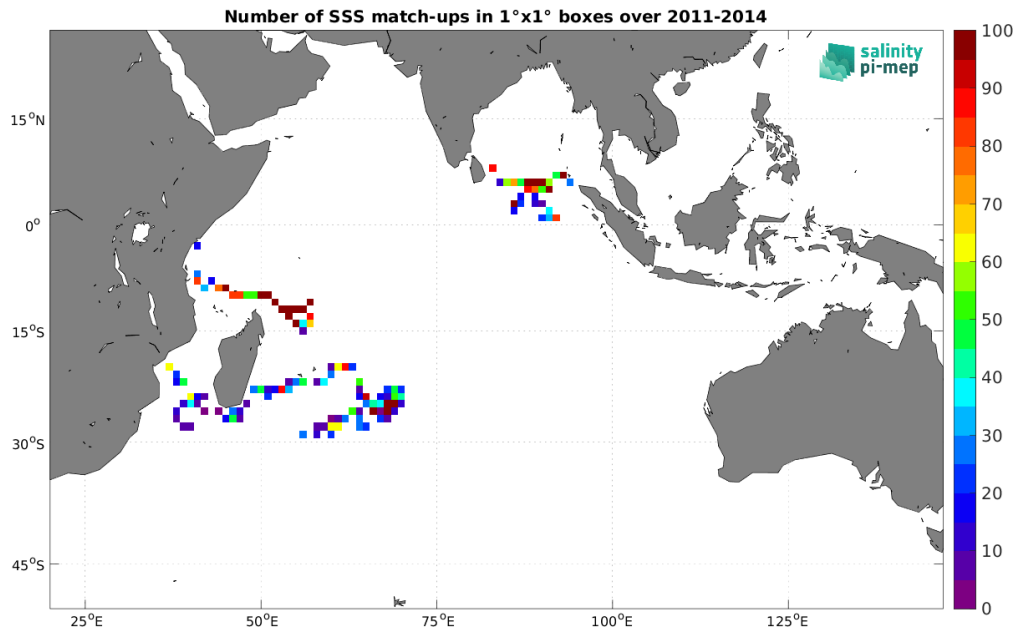 Number of SSS match-ups in 1°x1° boxes over 2011-2014
salinity
pi-mep
15°N
0°
15°S
30°S
45°S
25°E
50°E
75°E
100°E
125°E
100
90
80
70
60
50
40
30
20
10
0